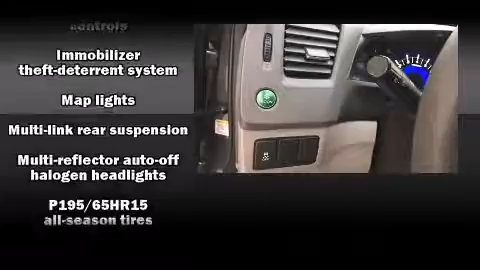 controls
Immobilizer
theft-deterrent system
Map lights
Multi-link rear suspension
Multi-reflector auto-off
halogen headlights
P195/65HR15
all-season tires